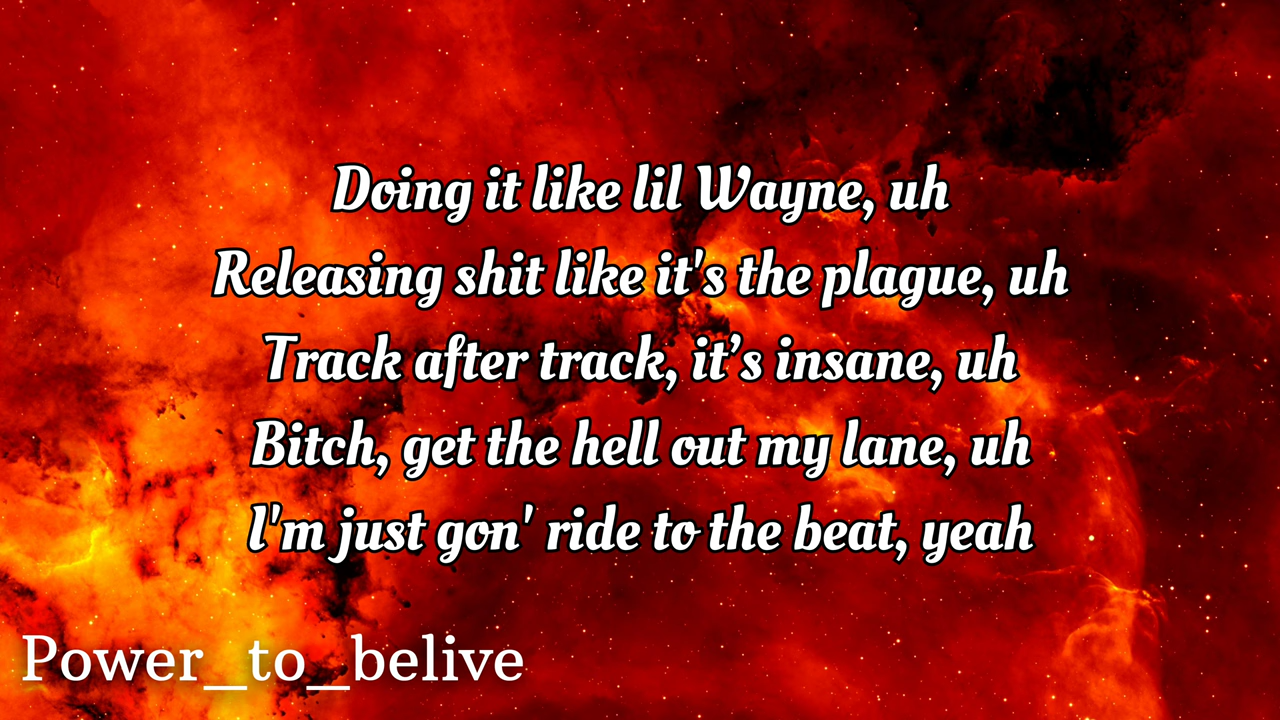 Doing it like lil Wayne, uh
Releasing shit like it's the plague, uh
Track after track, it’s insane, uh
Bitch, get the hell out my lane, uh
I'm just gon' ride to the beat, yeah
Power_to_belive